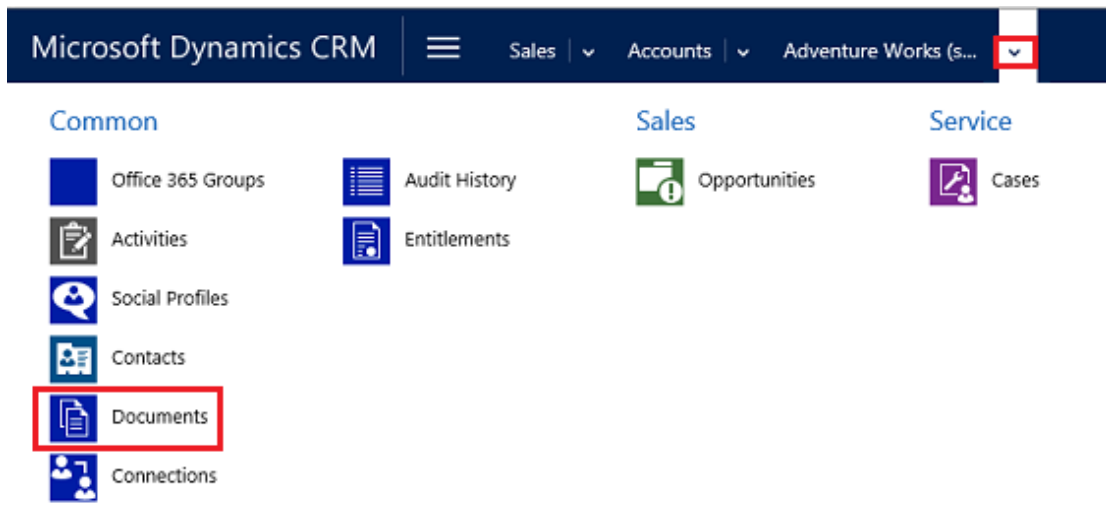 Microsoft Dynamics CRM Sales Accounts Adventure Works (s...
Common Sales Service
Office 365 Groups Audit History Opportunities Cases
Activities Entitlements
Social Profiles
Contacts
Documents
Connections